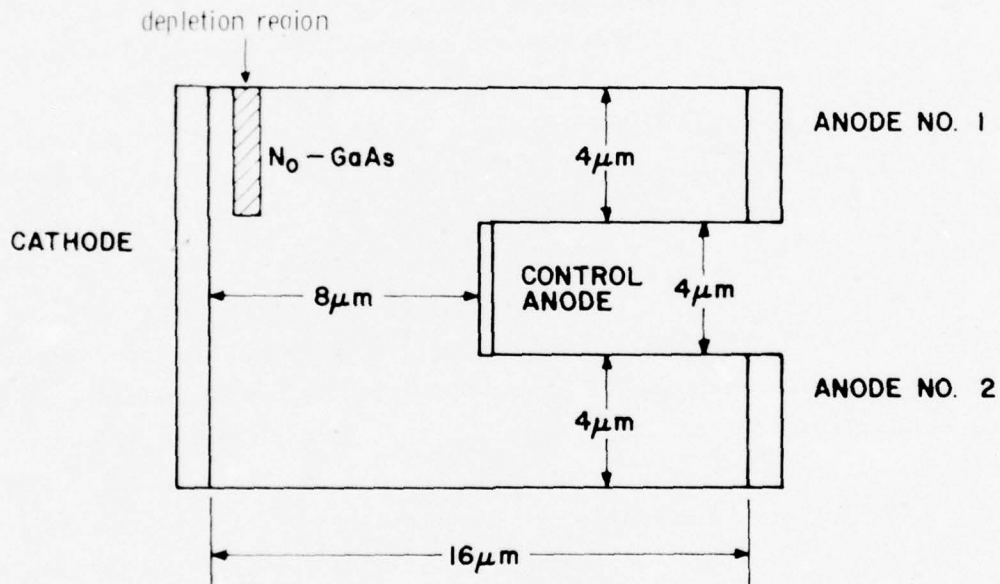 depletion region
ANODE NO. 1
4μm
N₀ – GaAs
CATHODE
CONTROL
ANODE
4μm
8μm
ANODE NO. 2
4μm
16μm